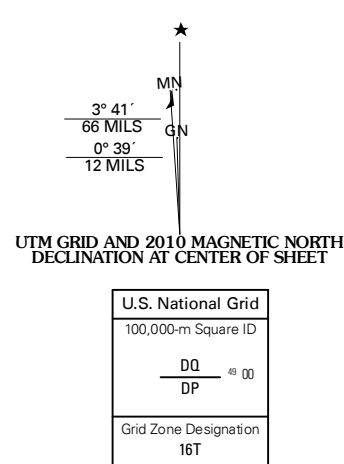 ★
MN
3° 41´
66 MILS
GN
0° 39´
12 MILS
UTM GRID AND 2010 MAGNETIC NORTH
DECLINATION AT CENTER OF SHEET
U.S. National Grid
100,000-m Square ID
DQ
49 00
DP
Grid Zone Designation
16T